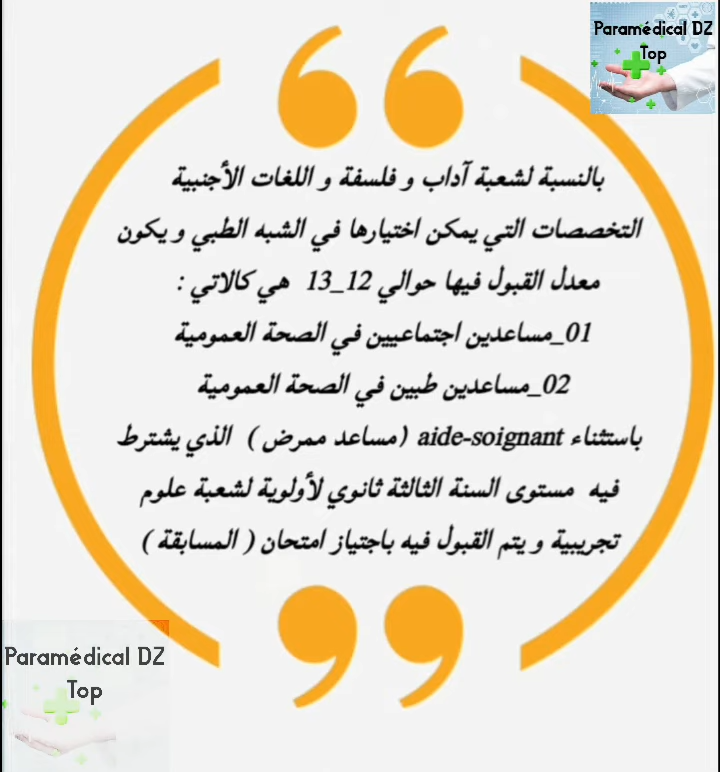 Paramédical DZ
Top
بالنسبة لشعبة آداب و فلسفة و اللغات الأجنبية
التخصصات التي يمكن اختيارها في الشبه الطبي و يكون
معدل القبول فيها حوالي 12_13 هي كالاتي :
01_مساعدين اجتماعيين في الصحة العمومية
02_مساعدين طبين في الصحة العمومية
باستثناء aide-soignant (مساعد ممرض ) الذي يشترط
فيه مستوى السنة الثالثة ثانوي لأولوية لشعبة علوم
تجريبية و يتم القبول فيه باجتياز امتحان ( المسابقة )
Paramédical DZ
Top